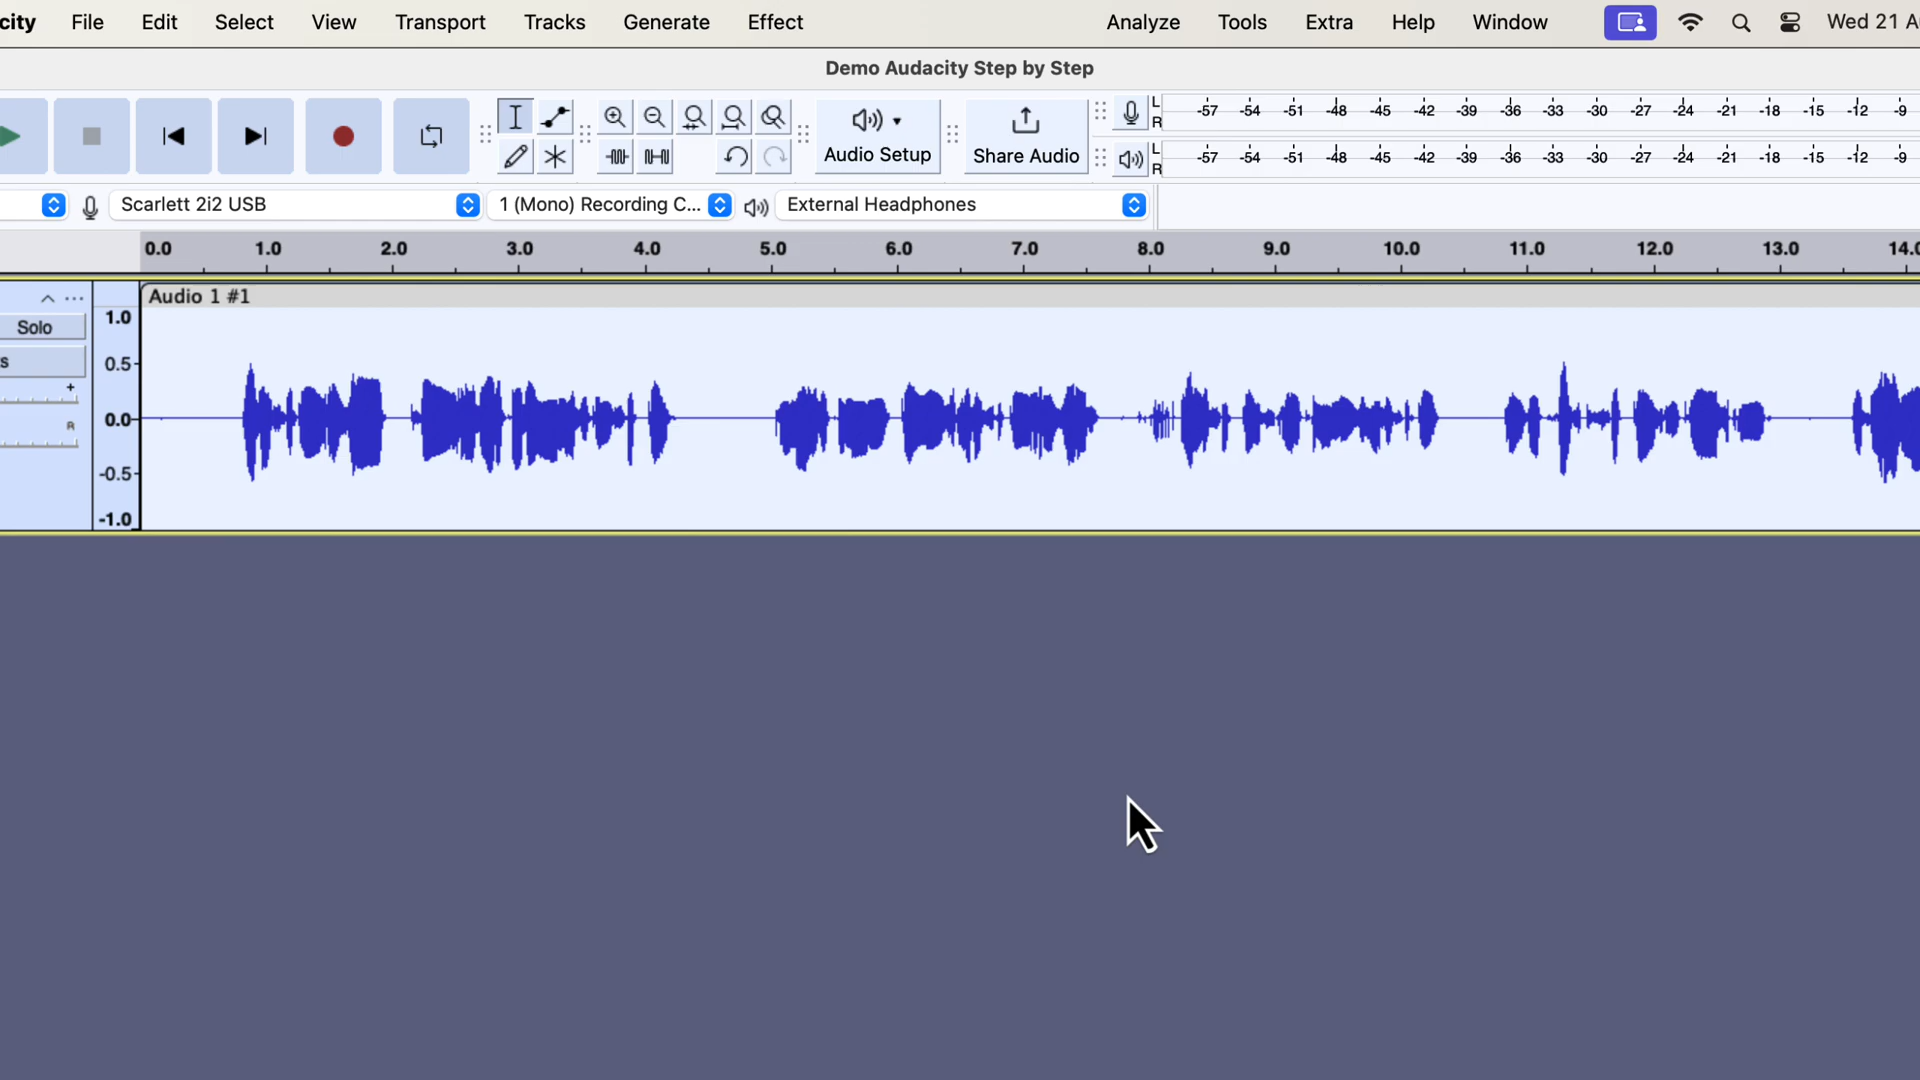 city File Edit Select View Transport Tracks Generate Effect Analyze Tools Extra Help Window Wed 21 A
Demo Audacity Step by Step
L -57 -54 -51 -48 -45 -42 -39 -36 -33 -30 -27 -24 -21 -18 -15 -12 -9
R
Audio Setup Share Audio
L -57 -54 -51 -48 -45 -42 -39 -36 -33 -30 -27 -24 -21 -18 -15 -12 -9
R
Scarlett 2i2 USB 1 (Mono) Recording C... External Headphones
0.0 1.0 2.0 3.0 4.0 5.0 6.0 7.0 8.0 9.0 10.0 11.0 12.0 13.0 14.0
Audio 1 #1
1.0
Solo
s 0.5
+
0.0
R
-0.5
-1.0